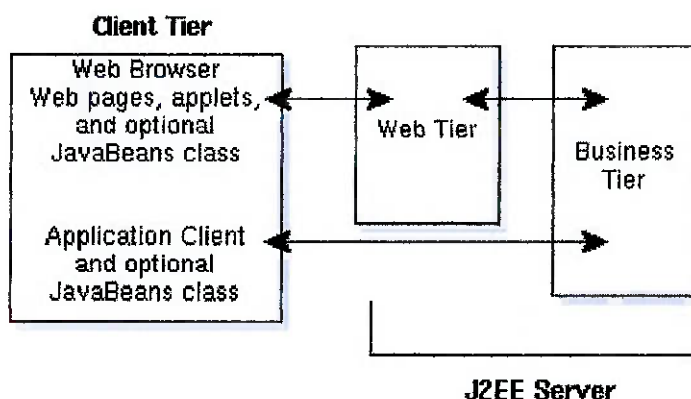 Client Tier
Web Browser
Web pages, applets,
and optional
JavaBeans class
Application Client
and optional
JavaBeans class
Web Tier
Business
Tier
J2EE Server